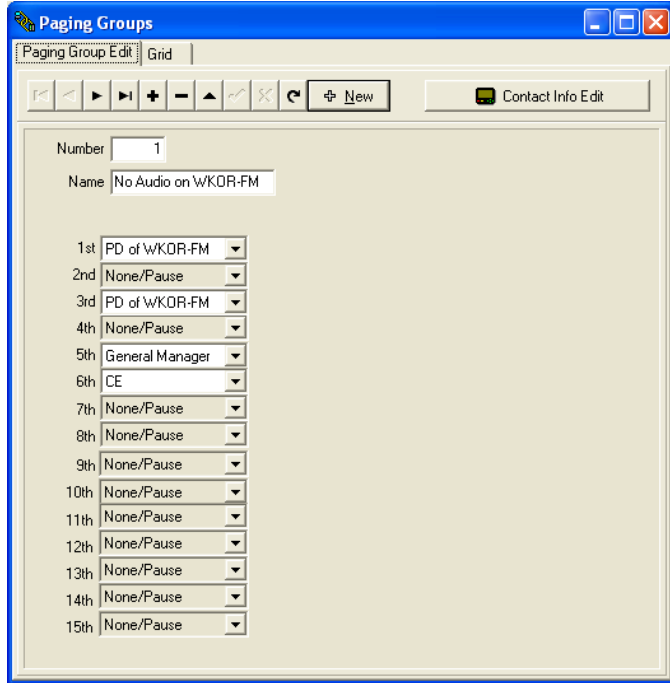 Paging Groups
Paging Group Edit Grid
New Contact Info Edit
Number 1
Name No Audio on WKOR-FM
1st PD of WKOR-FM
2nd None/Pause
3rd PD of WKOR-FM
4th None/Pause
5th General Manager
6th CE
7th None/Pause
8th None/Pause
9th None/Pause
10th None/Pause
11th None/Pause
12th None/Pause
13th None/Pause
14th None/Pause
15th None/Pause